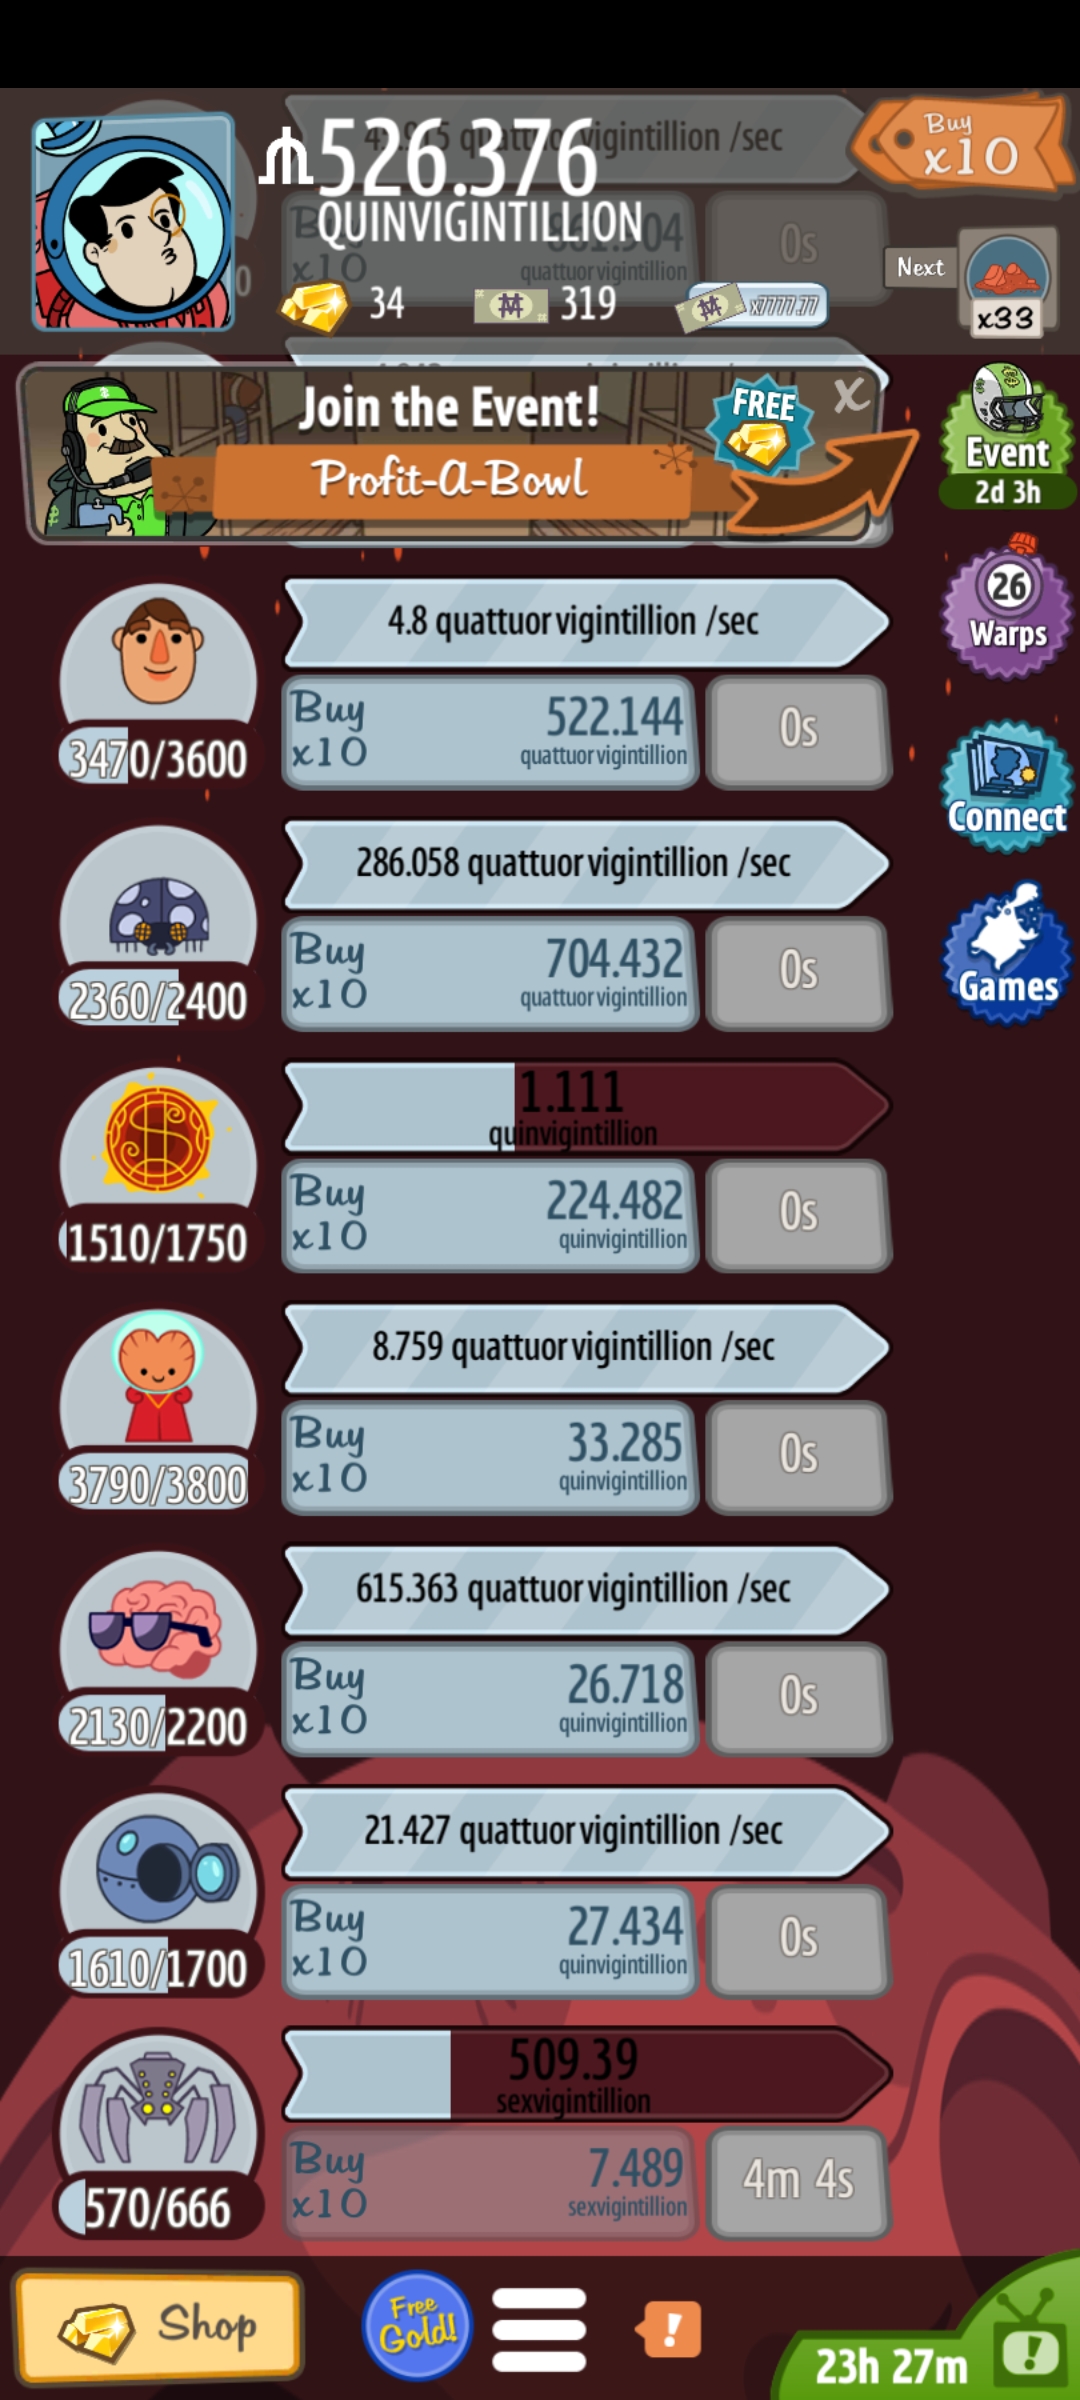 quattuorvigintillion /sec
526.376
QUINVIGINTILLION
Buy
x10
Buy
x10
quattuorvigintillion
0s
34
319
x7777.77
Next
x33
Join the Event!
FREE
X
Profit-A-Bowl
Event
2d 3h
26
Warps
Connect
Games
4.8 quattuorvigintillion /sec
3470/3600
Buy
x10
522.144
quattuorvigintillion
0s
286.058 quattuorvigintillion /sec
2360/2400
Buy
x10
704.432
quattuorvigintillion
0s
1.111
quinvigintillion
1510/1750
Buy
x10
224.482
quinvigintillion
0s
8.759 quattuorvigintillion /sec
3790/3800
Buy
x10
33.285
quinvigintillion
0s
615.363 quattuorvigintillion /sec
2130/2200
Buy
x10
26.718
quinvigintillion
0s
21.427 quattuorvigintillion /sec
1610/1700
Buy
x10
27.434
quinvigintillion
0s
509.39
sexvigintillion
570/666
Buy
x10
7.489
sexvigintillion
4m 4s
Shop
Free
Gold!
!
23h 27m
!